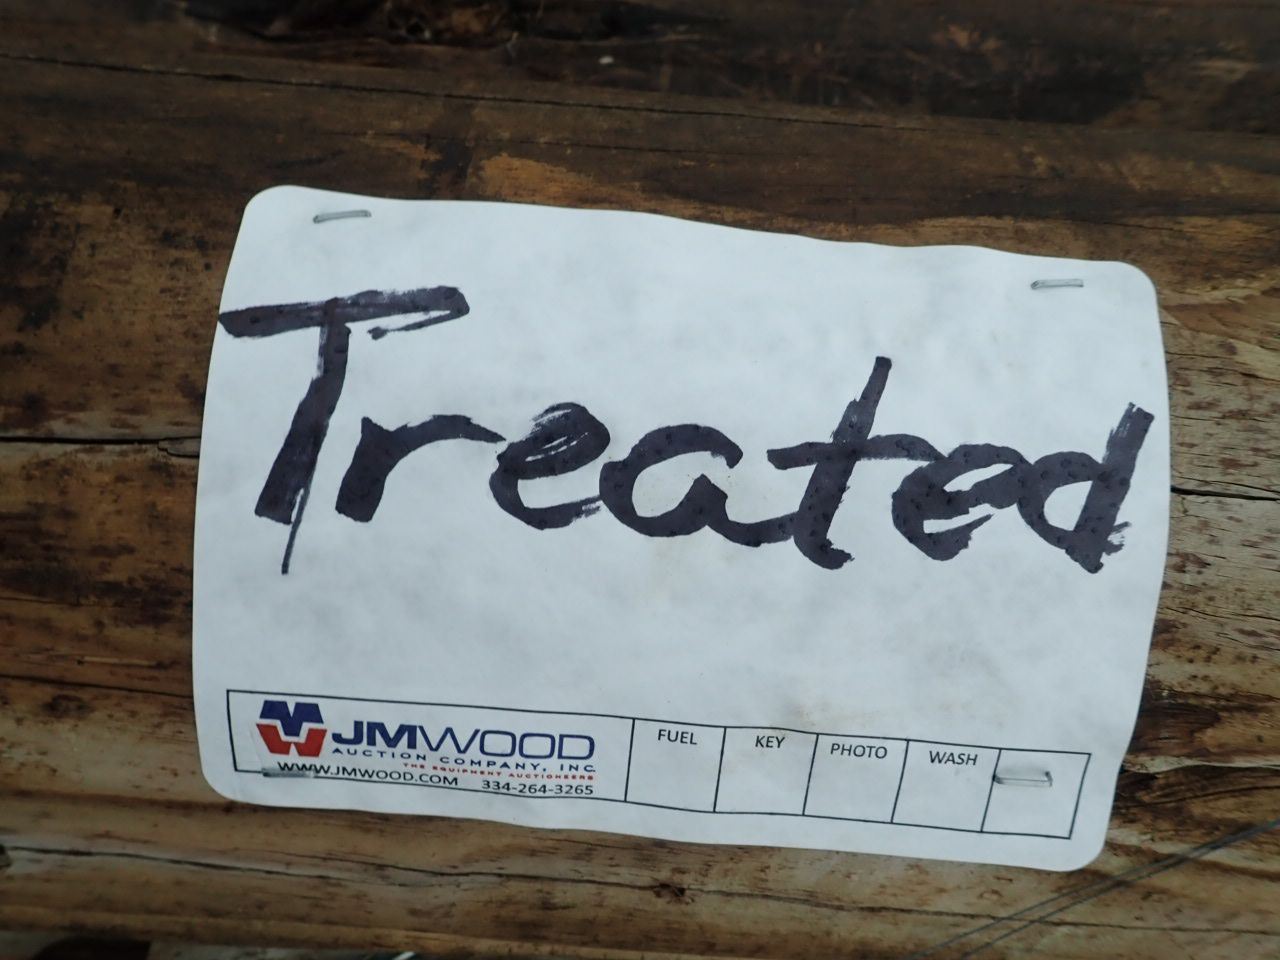 Treated
JMWOOD
AUCTION COMPANY, INC.
THE EQUIPMENT AUCTIONEERS
WWW.JMWOOD.COM 334-264-3265
FUEL KEY PHOTO WASH